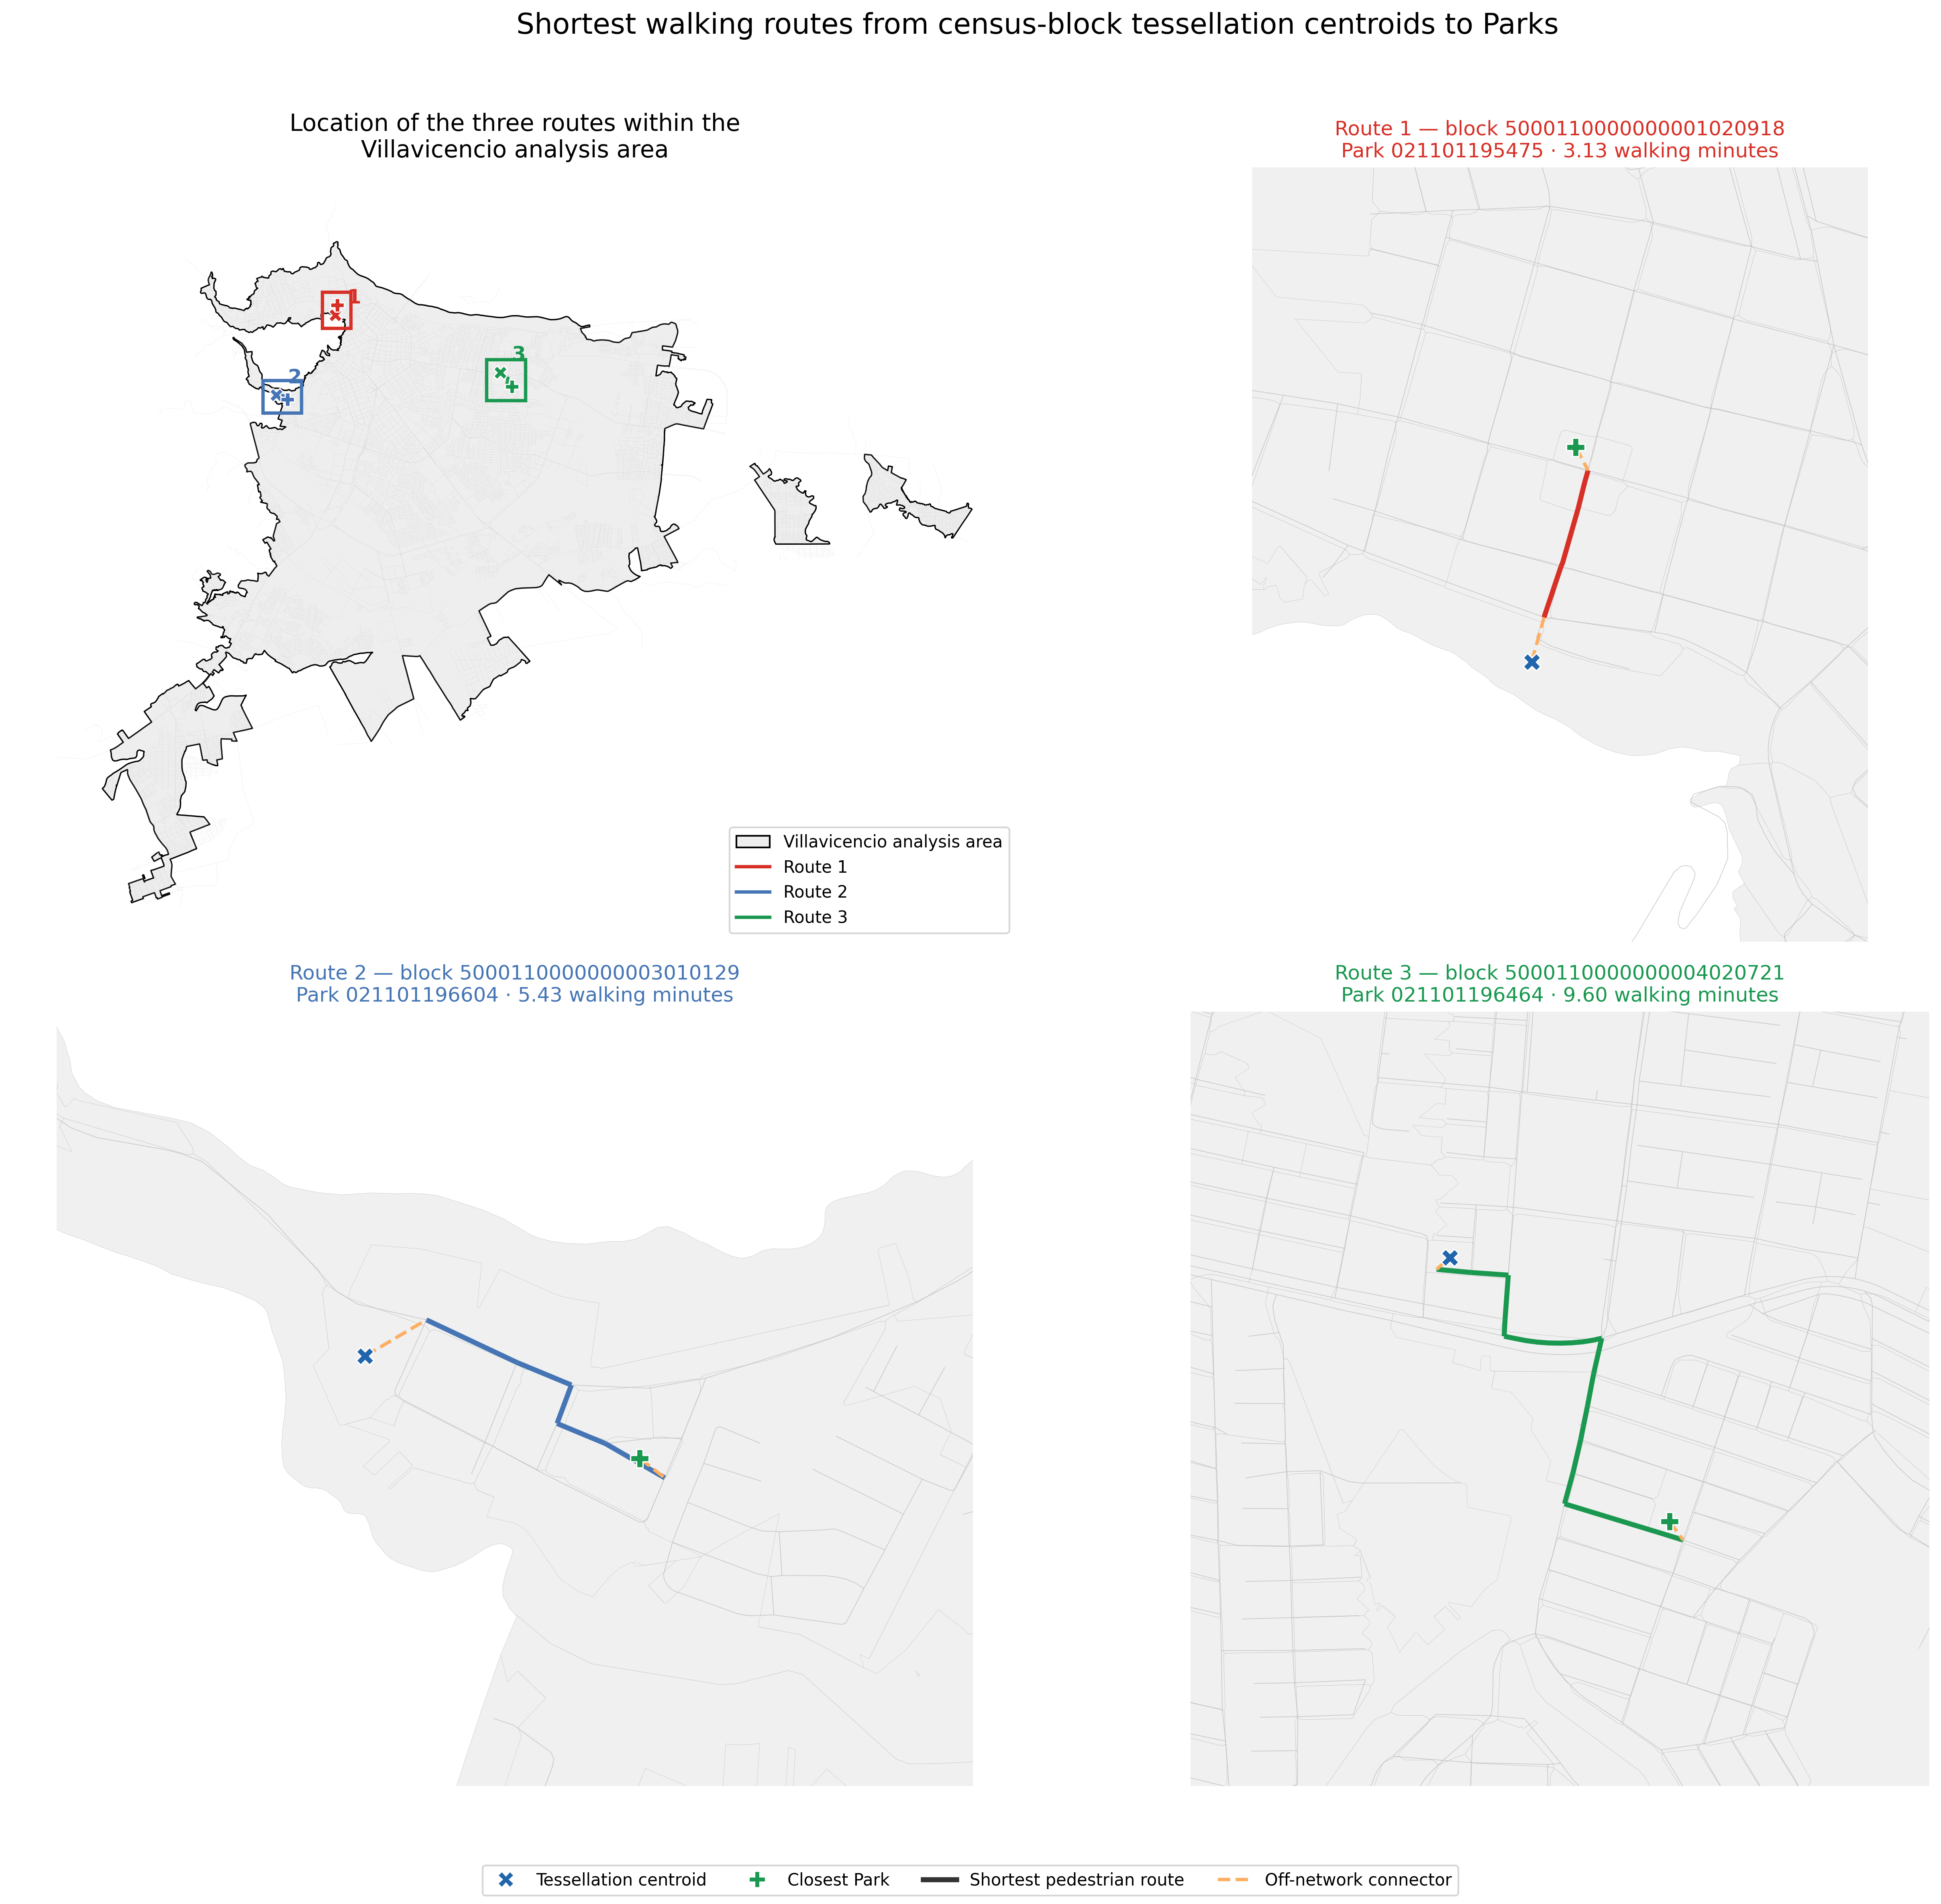 Shortest walking routes from census-block tessellation centroids to Parks
Location of the three routes within the
Villavicencio analysis area
1
2
3
Villavicencio analysis area
Route 1
Route 2
Route 3
Route 1 — block 5000110000000001020918
Park 021101195475 · 3.13 walking minutes
Route 2 — block 5000110000000003010129
Park 021101196604 · 5.43 walking minutes
Route 3 — block 5000110000000004020721
Park 021101196464 · 9.60 walking minutes
Tessellation centroid
Closest Park
Shortest pedestrian route
Off-network connector